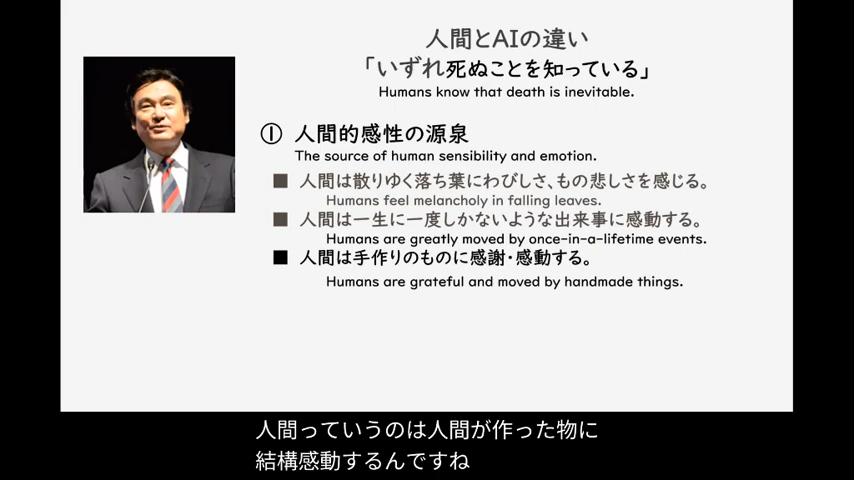 人間とAIの違い
「いずれ死ぬことを知っている」
Humans know that death is inevitable.
① 人間的感性の源泉
The source of human sensibility and emotion.
■ 人間は散りゆく落ち葉にわびしさ、もの悲しさを感じる。
Humans feel melancholy in falling leaves.
■ 人間は一生に一度しかないような出来事に感動する。
Humans are greatly moved by once-in-a-lifetime events.
■ 人間は手作りのものに感謝・感動する。
Humans are grateful and moved by handmade things.
人間っていうのは人間が作った物に
結構感動するんですね